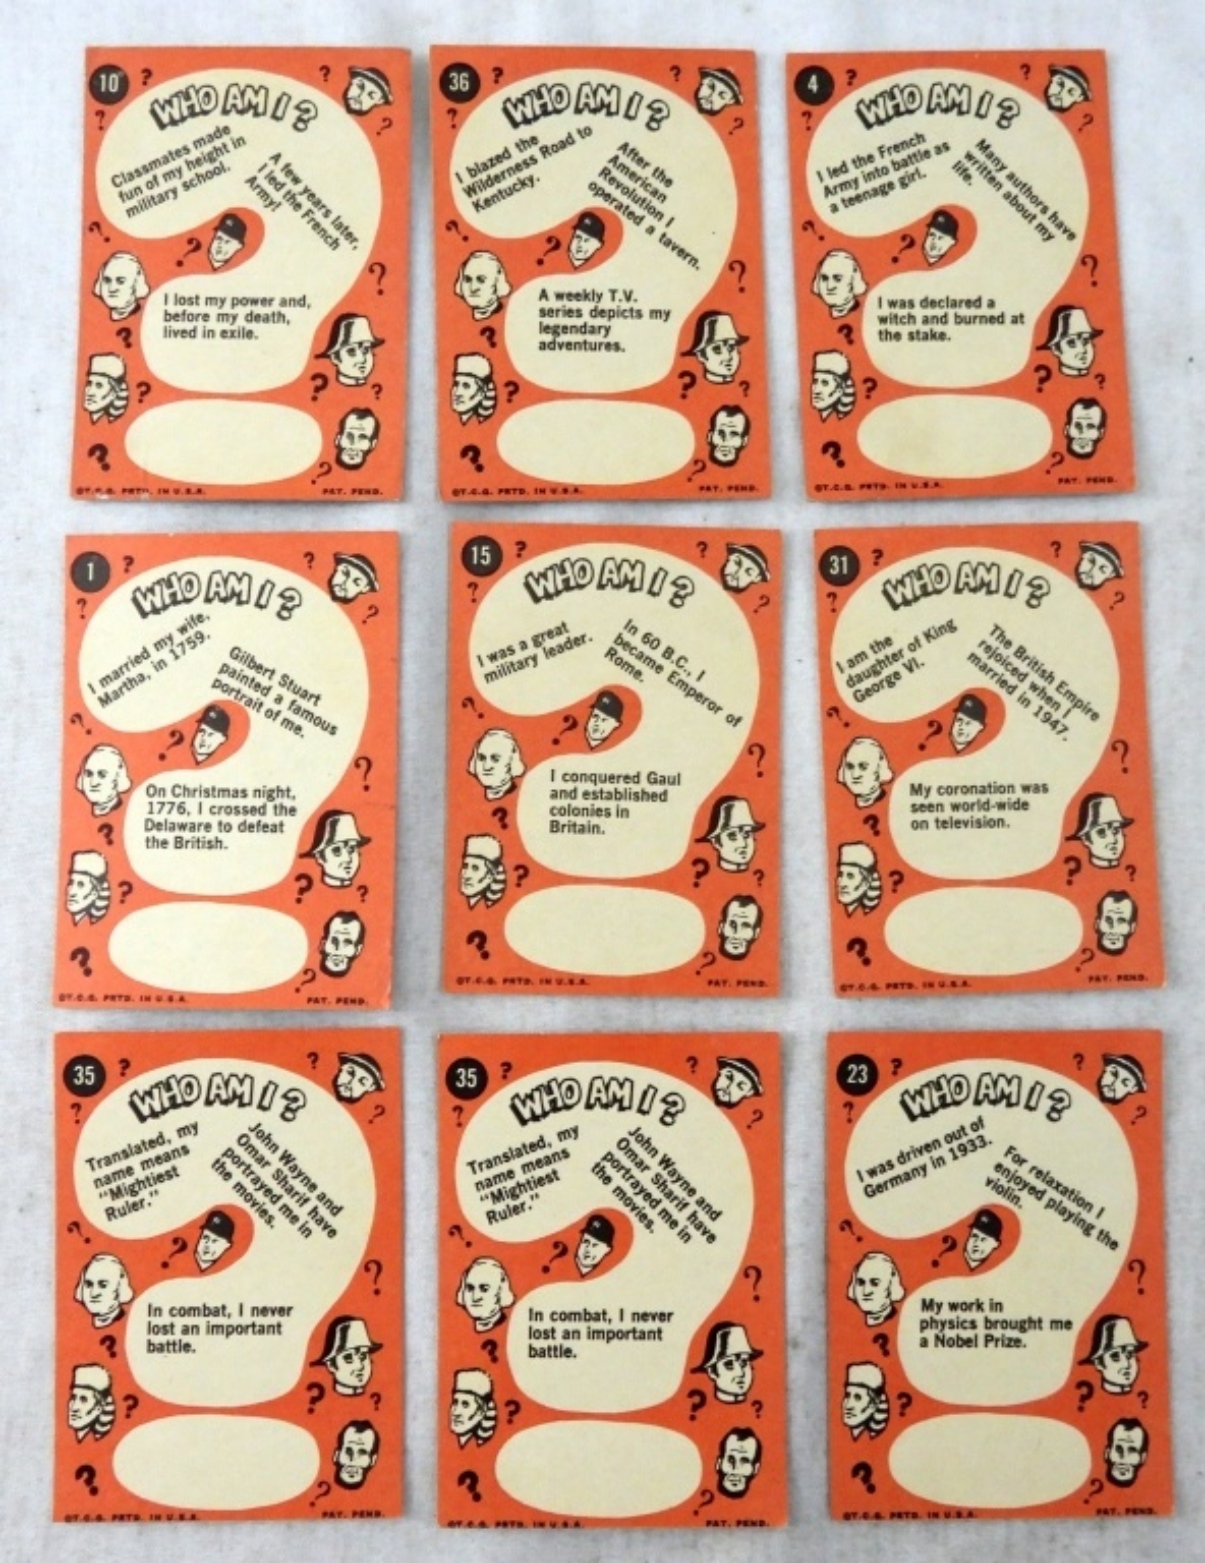 10
WHO AM I?
Classmates made
fun of my height in
military school.
A few years later,
I led the French
Army!
I lost my power and,
before my death,
lived in exile.
©T.C.G. PRTD. IN U.S.A.
PAT. PEND.
36
WHO AM I?
I blazed the
Wilderness Road to
Kentucky.
After the
American
Revolution I
operated a tavern.
A weekly T.V.
series depicts my
legendary
adventures.
©T.C.G. PRTD. IN U.S.A.
PAT. PEND.
4
WHO AM I?
I led the French
Army into battle as
a teenage girl.
Many authors have
written about my
life.
I was declared a
witch and burned at
the stake.
©T.C.G. PRTD. IN U.S.A.
PAT. PEND.
1
WHO AM I?
I married my wife,
Martha, in 1759.
Gilbert Stuart
painted a famous
portrait of me.
On Christmas night,
1776, I crossed the
Delaware to defeat
the British.
©T.C.G. PRTD. IN U.S.A.
PAT. PEND.
15
WHO AM I?
I was a great
military leader.
In 60 B.C., I
became Emperor of
Rome.
I conquered Gaul
and established
colonies in
Britain.
©T.C.G. PRTD. IN U.S.A.
PAT. PEND.
31
WHO AM I?
I am the
daughter of King
George VI.
The British Empire
rejoiced when I
married in 1947.
My coronation was
seen world-wide
on television.
©T.C.G. PRTD. IN U.S.A.
PAT. PEND.
35
WHO AM I?
Translated, my
name means
"Mightiest
Ruler."
John Wayne and
Omar Sharif have
portrayed me in
the movies.
In combat, I never
lost an important
battle.
©T.C.G. PRTD. IN U.S.A.
PAT. PEND.
35
WHO AM I?
Translated, my
name means
"Mightiest
Ruler."
John Wayne and
Omar Sharif have
portrayed me in
the movies.
In combat, I never
lost an important
battle.
©T.C.G. PRTD. IN U.S.A.
PAT. PEND.
23
WHO AM I?
I was driven out of
Germany in 1933.
For relaxation I
enjoyed playing the
violin.
My work in
physics brought me
a Nobel Prize.
©T.C.G. PRTD. IN U.S.A.
PAT. PEND.